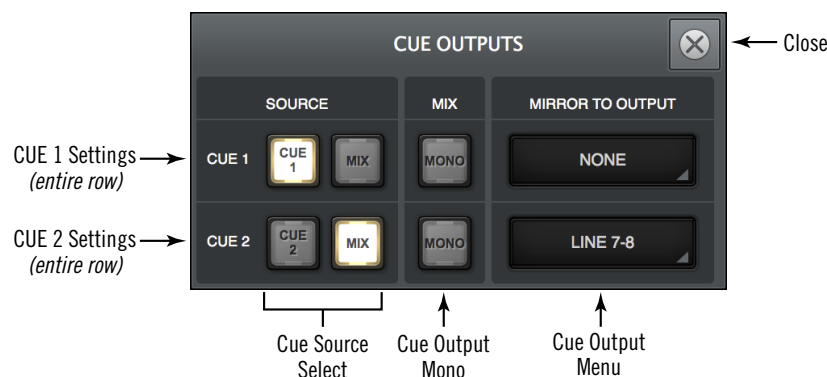 CUE OUTPUTS
Close
SOURCE
MIX
MIRROR TO OUTPUT
CUE 1 Settings
(entire row)
CUE 1
CUE
1
MIX
MONO
NONE
CUE 2 Settings
(entire row)
CUE 2
CUE
2
MIX
MONO
LINE 7-8
Cue Source
Select
Cue Output
Mono
Cue Output
Menu